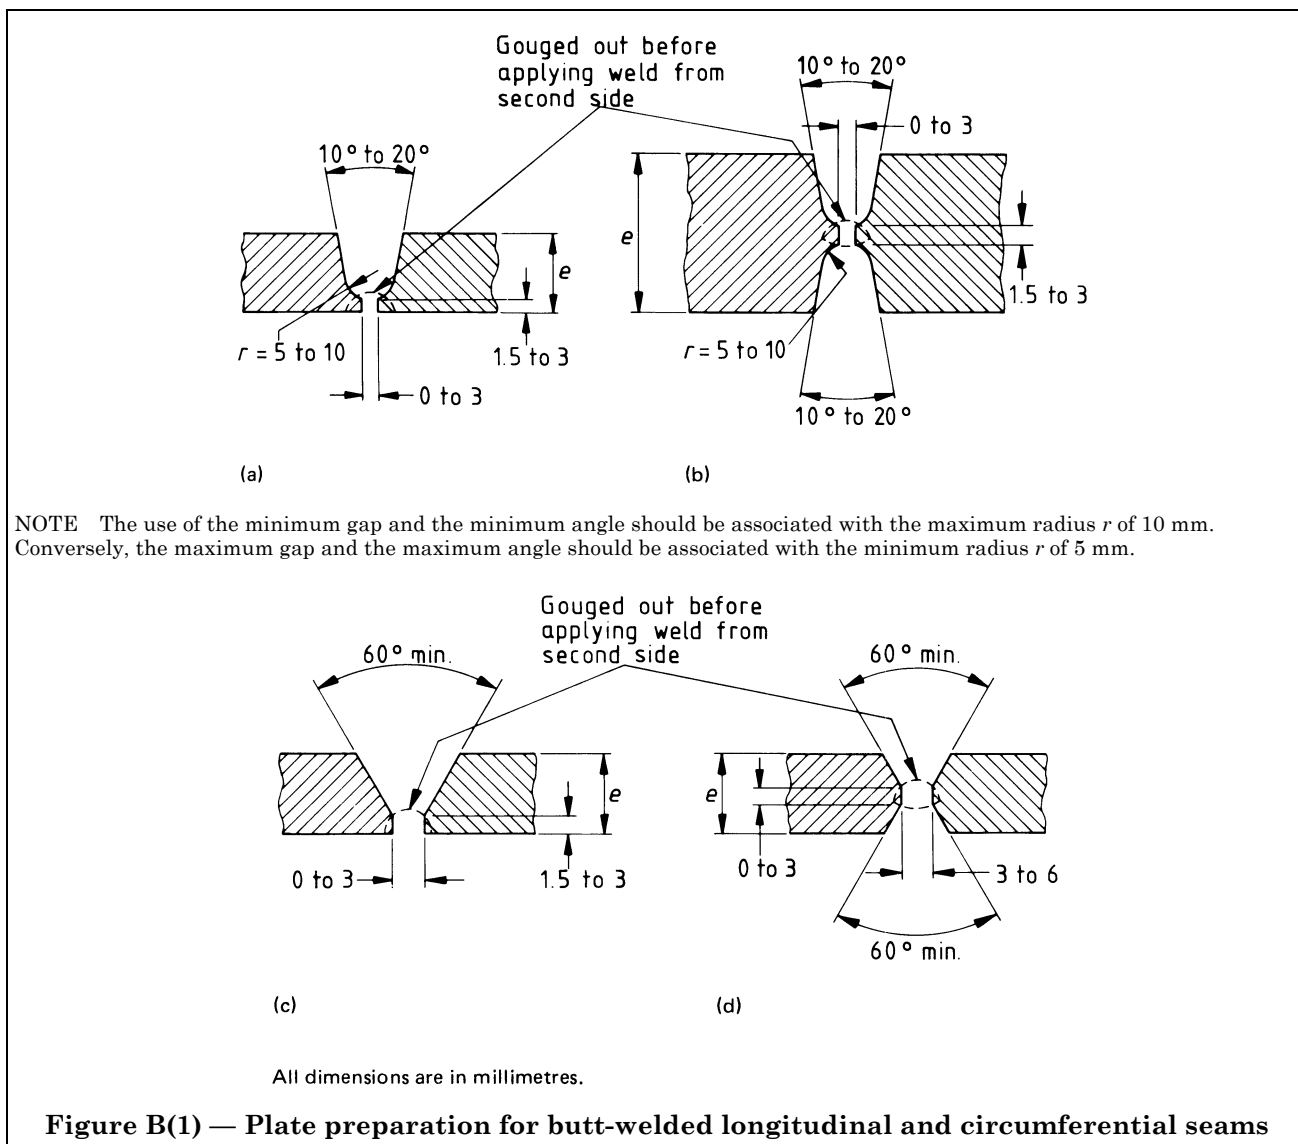 Gouged out before
applying weld from
second side
10° to 20°
e
r = 5 to 10
1.5 to 3
0 to 3
(a)
10° to 20°
0 to 3
e
1.5 to 3
r = 5 to 10
10° to 20°
(b)
NOTE The use of the minimum gap and the minimum angle should be associated with the maximum radius r of 10 mm.
Conversely, the maximum gap and the maximum angle should be associated with the minimum radius r of 5 mm.
Gouged out before
applying weld from
second side
60° min.
e
0 to 3
1.5 to 3
(c)
60° min.
e
0 to 3
3 to 6
60° min.
(d)
All dimensions are in millimetres.
Figure B(1) — Plate preparation for butt-welded longitudinal and circumferential seams